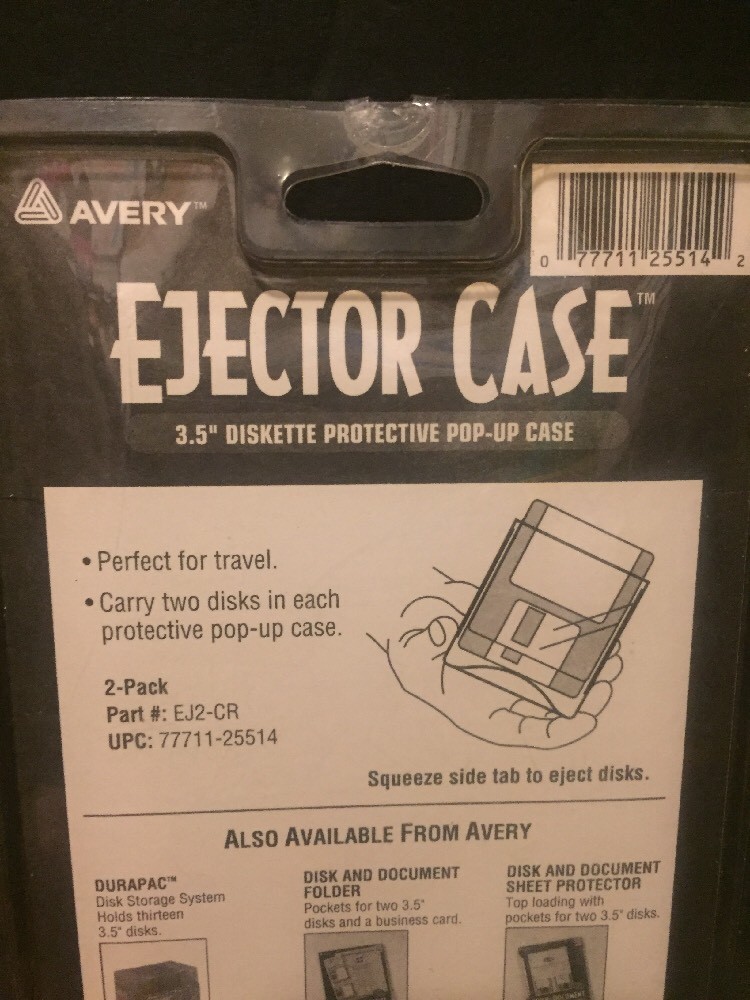 AVERY™
0 77711 25514 2
EJECTOR CASE™
3.5" DISKETTE PROTECTIVE POP-UP CASE
• Perfect for travel.
• Carry two disks in each
protective pop-up case.
2-Pack
Part #: EJ2-CR
UPC: 77711-25514
Squeeze side tab to eject disks.
ALSO AVAILABLE FROM AVERY
DURAPAC™
Disk Storage System
Holds thirteen
3.5" disks.
DISK AND DOCUMENT
FOLDER
Pockets for two 3.5"
disks and a business card.
DISK AND DOCUMENT
SHEET PROTECTOR
Top loading with
pockets for two 3.5" disks.